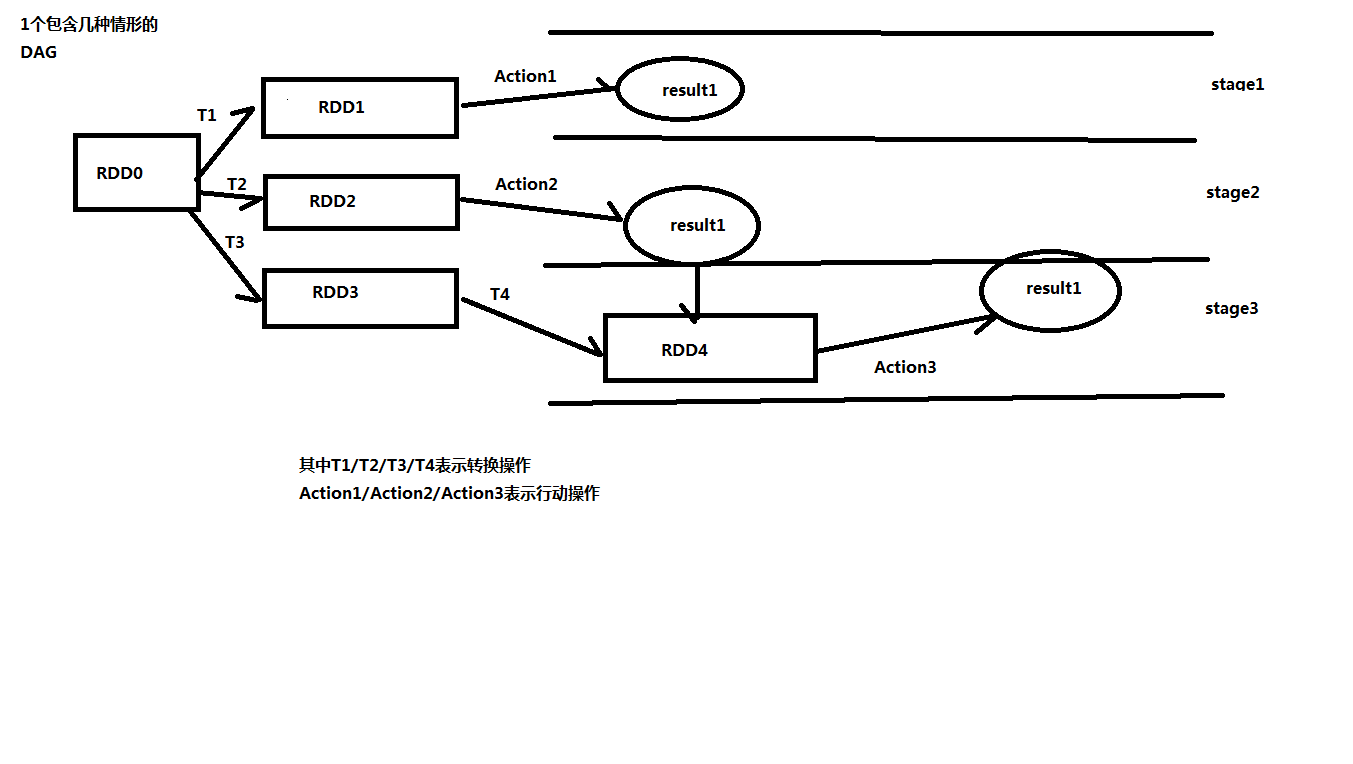 1个包含几种情形的
DAG
Action1
result1
stage1
T1
RDD1
RDD0
T2
RDD2
Action2
result1
stage2
T3
RDD3
T4
result1
stage3
RDD4
Action3
其中T1/T2/T3/T4表示转换操作
Action1/Action2/Action3表示行动操作